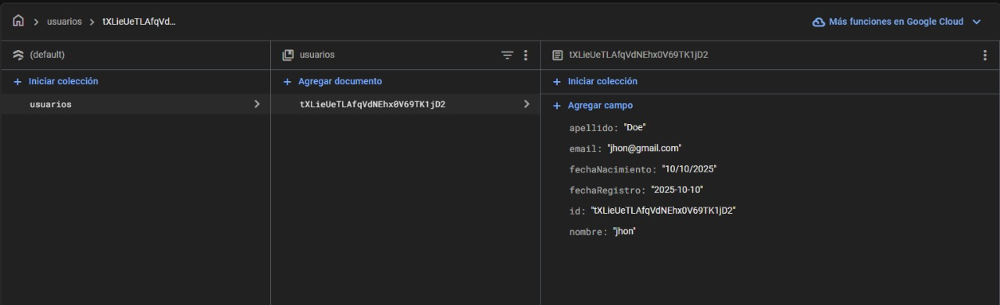 usuarios
tXLieUeTLAfqVd…
Más funciones en Google Cloud
(default)
usuarios
tXLieUeTLAfqVdNEhx0V69TK1jD2
+ Iniciar colección
+ Agregar documento
+ Iniciar colección
usuarios
tXLieUeTLAfqVdNEhx0V69TK1jD2
+ Agregar campo
apellido: "Doe"
email: "jhon@gmail.com"
fechaNacimiento: "10/10/2025"
fechaRegistro: "2025-10-10"
id: "tXLieUeTLAfqVdNEhx0V69TK1jD2"
nombre: "jhon"